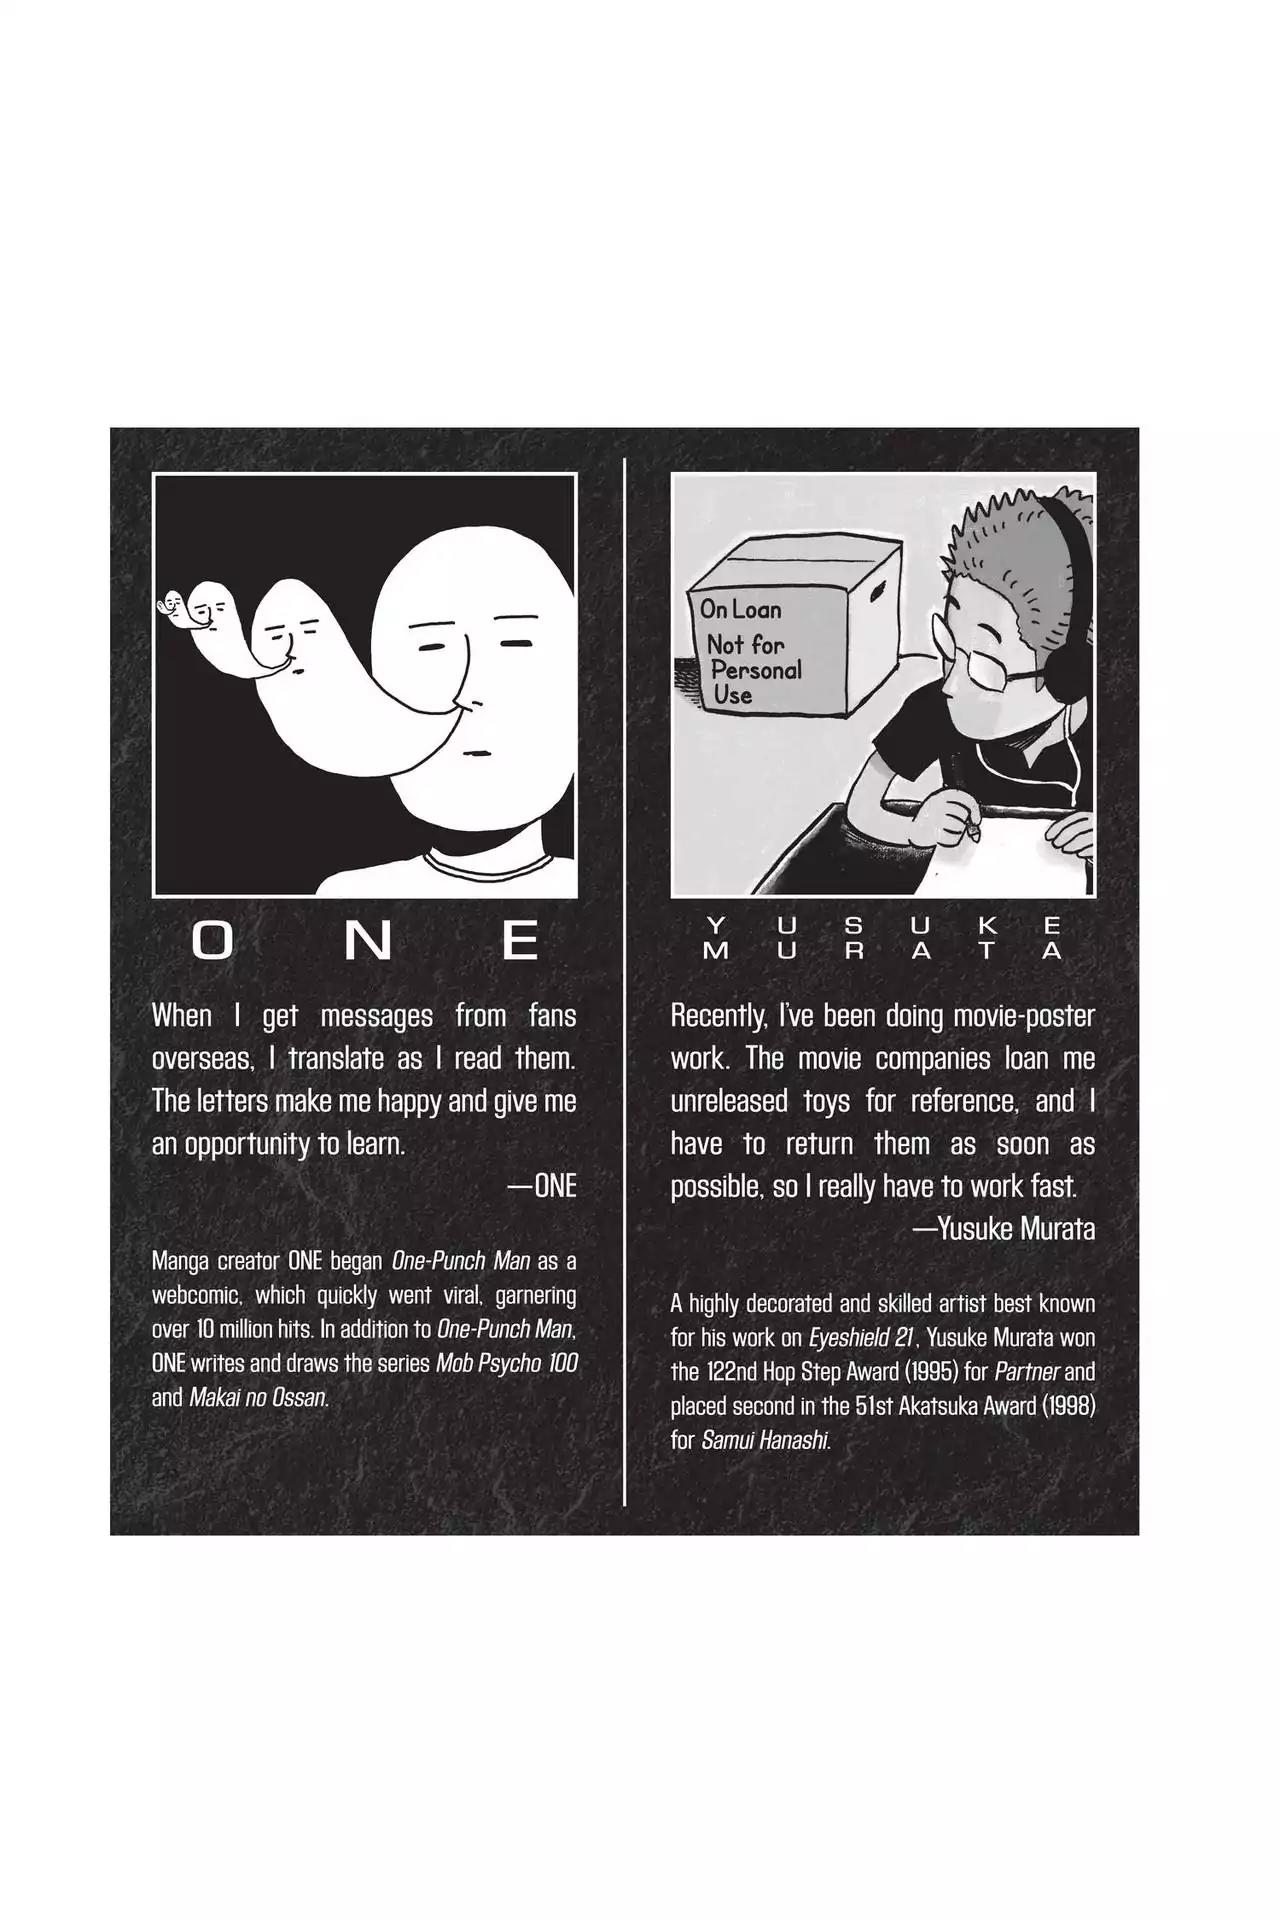 ONE
When I get messages from fans
overseas, I translate as I read them.
The letters make me happy and give me
an opportunity to learn.
—ONE
Manga creator ONE began One-Punch Man as a
webcomic, which quickly went viral, garnering
over 10 million hits. In addition to One-Punch Man,
ONE writes and draws the series Mob Psycho 100
and Makai no Ossan.
On Loan
Not for
Personal
Use
YUSUKE
MURATA
Recently, I've been doing movie-poster
work. The movie companies loan me
unreleased toys for reference, and I
have to return them as soon as
possible, so I really have to work fast.
—Yusuke Murata
A highly decorated and skilled artist best known
for his work on Eyeshield 21, Yusuke Murata won
the 122nd Hop Step Award (1995) for Partner and
placed second in the 51st Akatsuka Award (1998)
for Samui Hanashi.